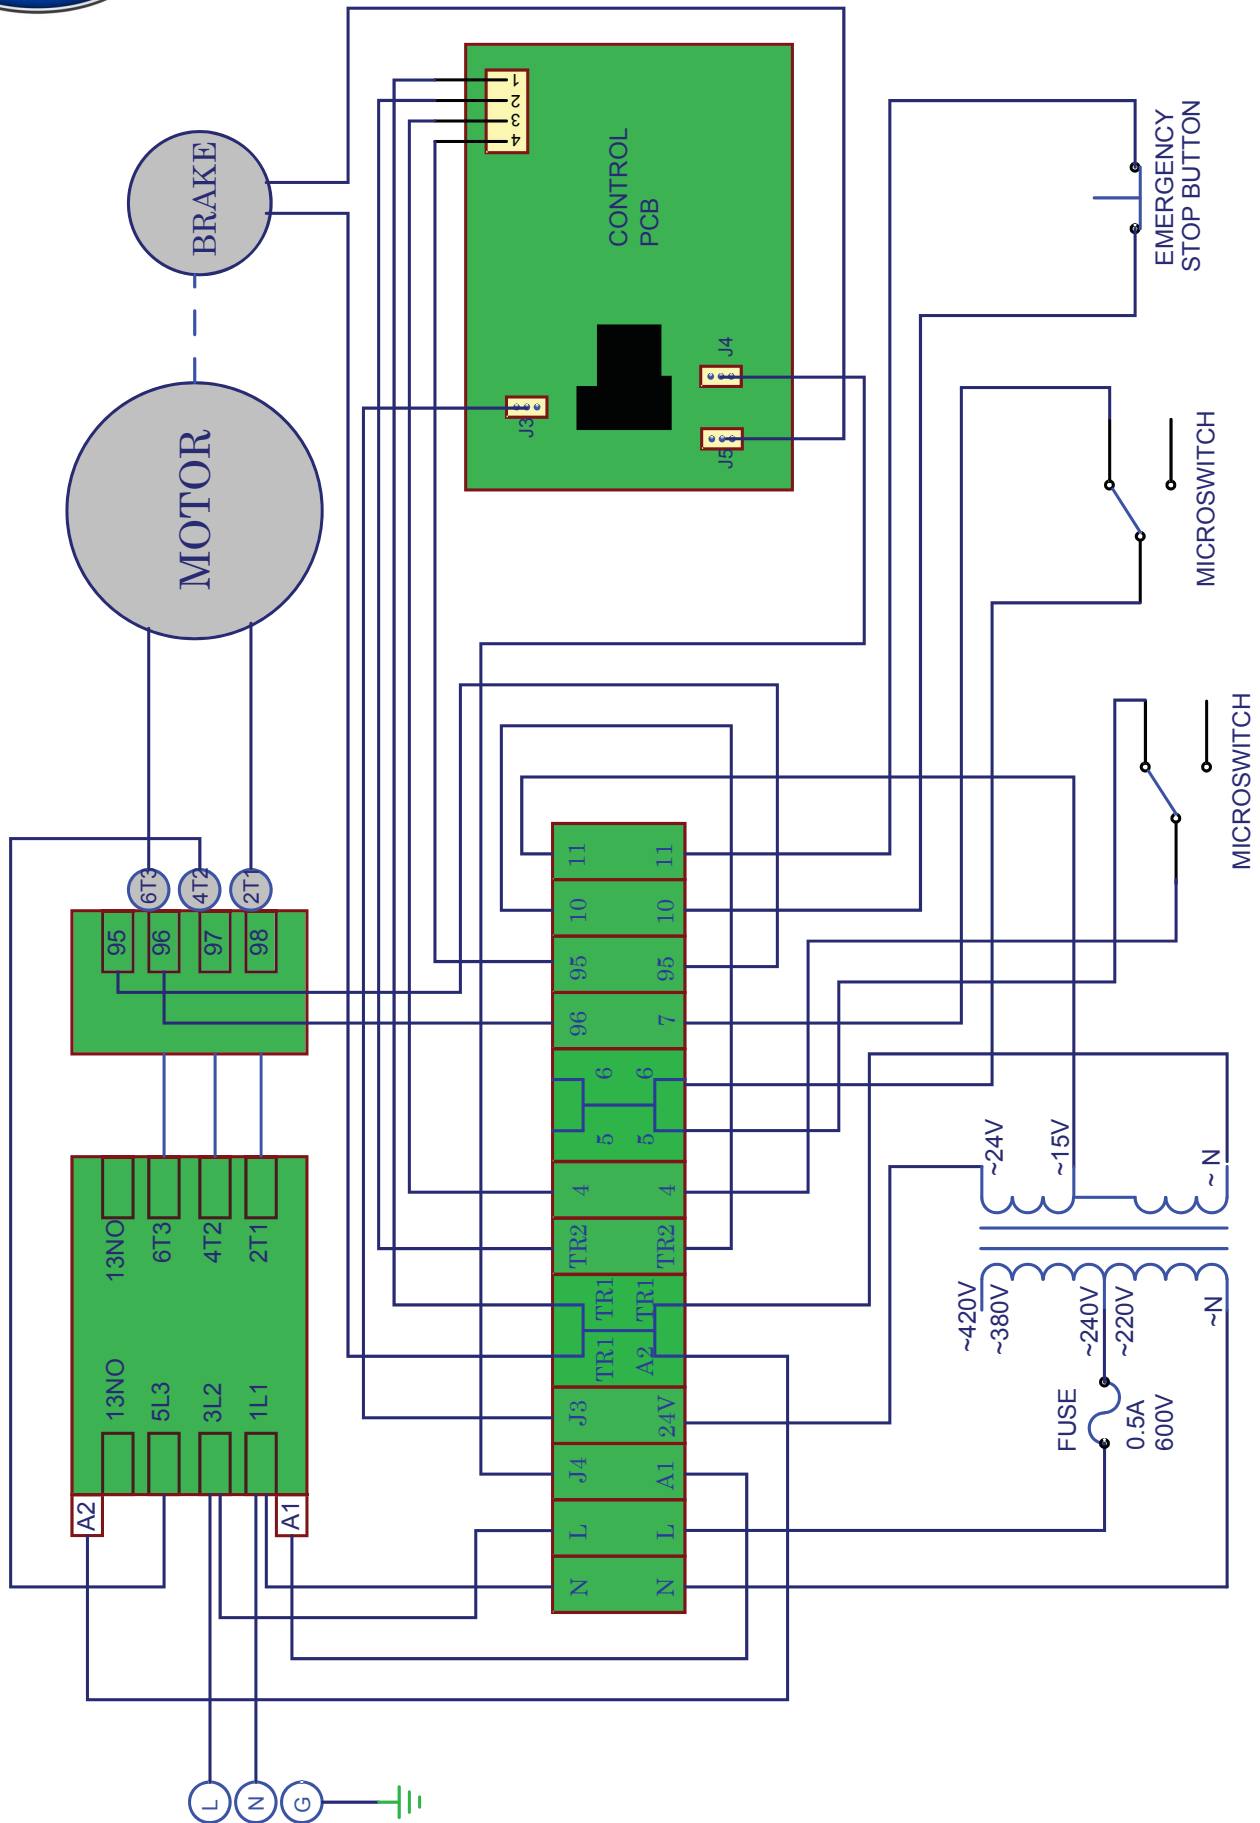 BRAKE
MOTOR
1
2
3
4
CONTROL
PCB
J3
J4
J5
EMERGENCY
STOP BUTTON
MICROSWITCH
MICROSWITCH
6T3
4T2
2T1
95
96
97
98
13NO
6T3
4T2
2T1
13NO
5L3
3L2
1L1
A2
A1
11
11
10
10
95
95
96
7
6
6
5
5
4
4
TR2
TR2
TR1
TR1
TR1
A2
J3
24V
J4
A1
L
L
N
N
~24V
~15V
~ N
~420V
~380V
~240V
~220V
~N
FUSE
0.5A
600V
L
N
G